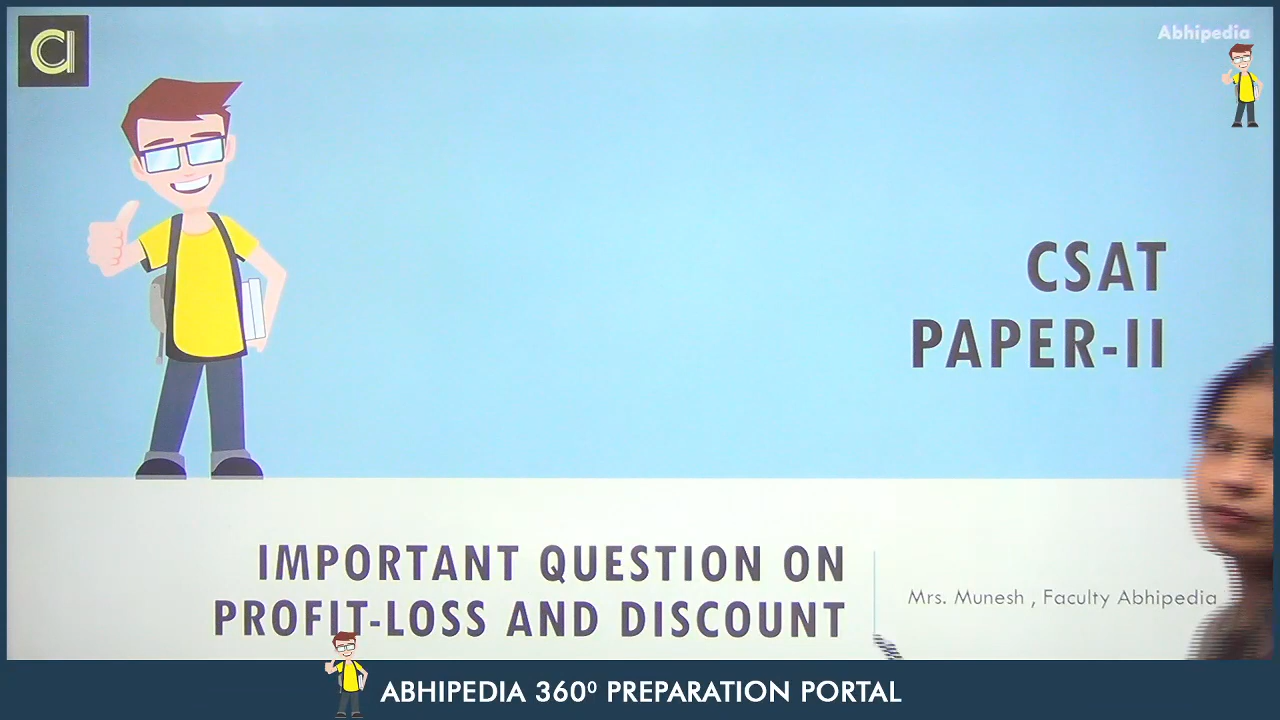 Abhipedia
CSAT
PAPER-II
IMPORTANT QUESTION ON
PROFIT-LOSS AND DISCOUNT
Mrs. Munesh , Faculty Abhipedia
ABHIPEDIA 360⁰ PREPARATION PORTAL